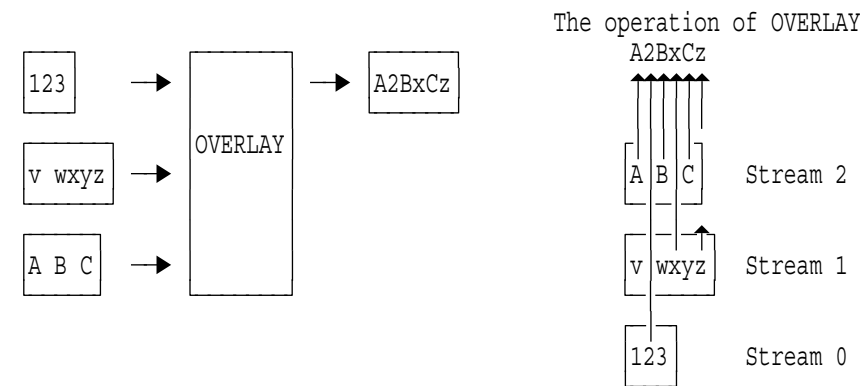 The operation of OVERLAY
A2BxCz
123
A2BxCz
OVERLAY
v wxyz
A B C
A B C Stream 2
v wxyz Stream 1
123 Stream 0